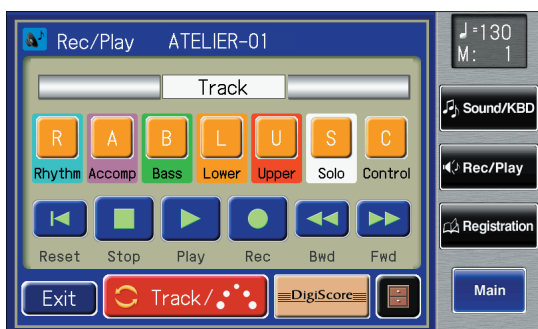 Rec/Play ATELIER-01
♩=130
M: 1
Track
R A B L U S C
Rhythm Accomp Bass Lower Upper Solo Control
Reset Stop Play Rec Bwd Fwd
Exit Track/ DigiScore
Sound/KBD
Rec/Play
Registration
Main